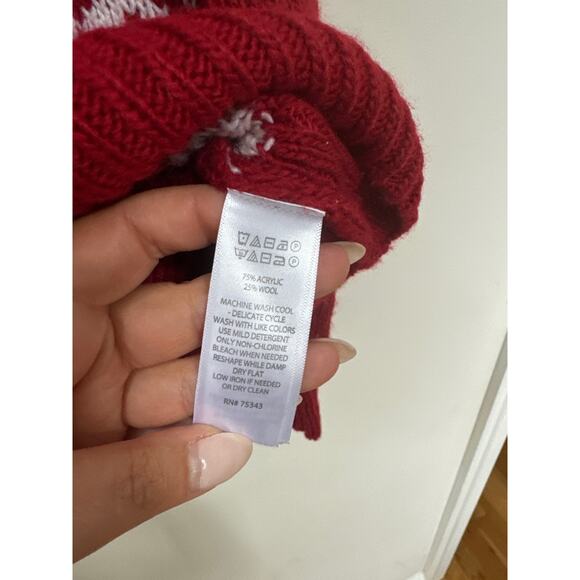 75% ACRYLIC
25% WOOL
MACHINE WASH COOL
- DELICATE CYCLE
WASH WITH LIKE COLORS
USE MILD DETERGENT
ONLY NON-CHLORINE
BLEACH WHEN NEEDED
RESHAPE WHILE DAMP
DRY FLAT
LOW IRON IF NEEDED
OR DRY CLEAN
RN# 75343